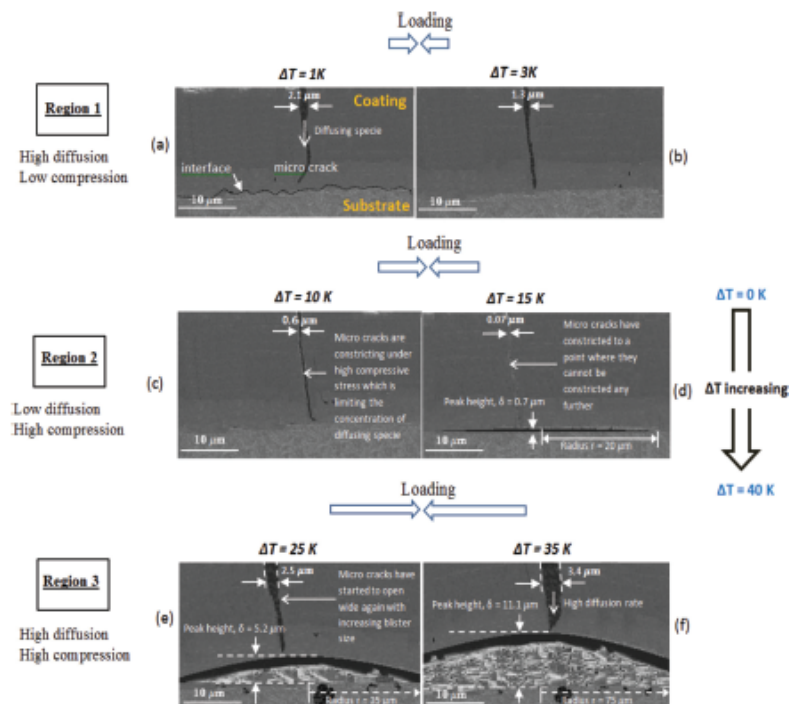 Loading
ΔT = 1K
ΔT = 3K
Region 1
High diffusion
Low compression
(a)
2.1 μm
Coating
Diffusing specie
interface
micro crack
10 μm
Substrate
1.3 μm
10 μm
(b)
Loading
ΔT = 10 K
ΔT = 15 K
Region 2
Low diffusion
High compression
(c)
0.6 μm
Micro cracks are
constricting under
high compressive
stress which is
limiting the
concentration of
diffusing specie
10 μm
0.07 μm
Micro cracks have
constricted to a
point where they
cannot be
constricted any
further
Peak height, δ = 0.7 μm
10 μm
Radius r = 20 μm
(d)
ΔT = 0 K
ΔT increasing
ΔT = 40 K
Loading
ΔT = 25 K
ΔT = 35 K
Region 3
High diffusion
High compression
(e)
2.5 μm
Micro cracks have
started to open
wide again with
increasing blister
size
Peak height, δ = 5.2 μm
10 μm
Radius r = 35 μm
3.4 μm
Peak height, δ = 11.1 μm
High diffusion rate
10 μm
Radius r = 75 μm
(f)